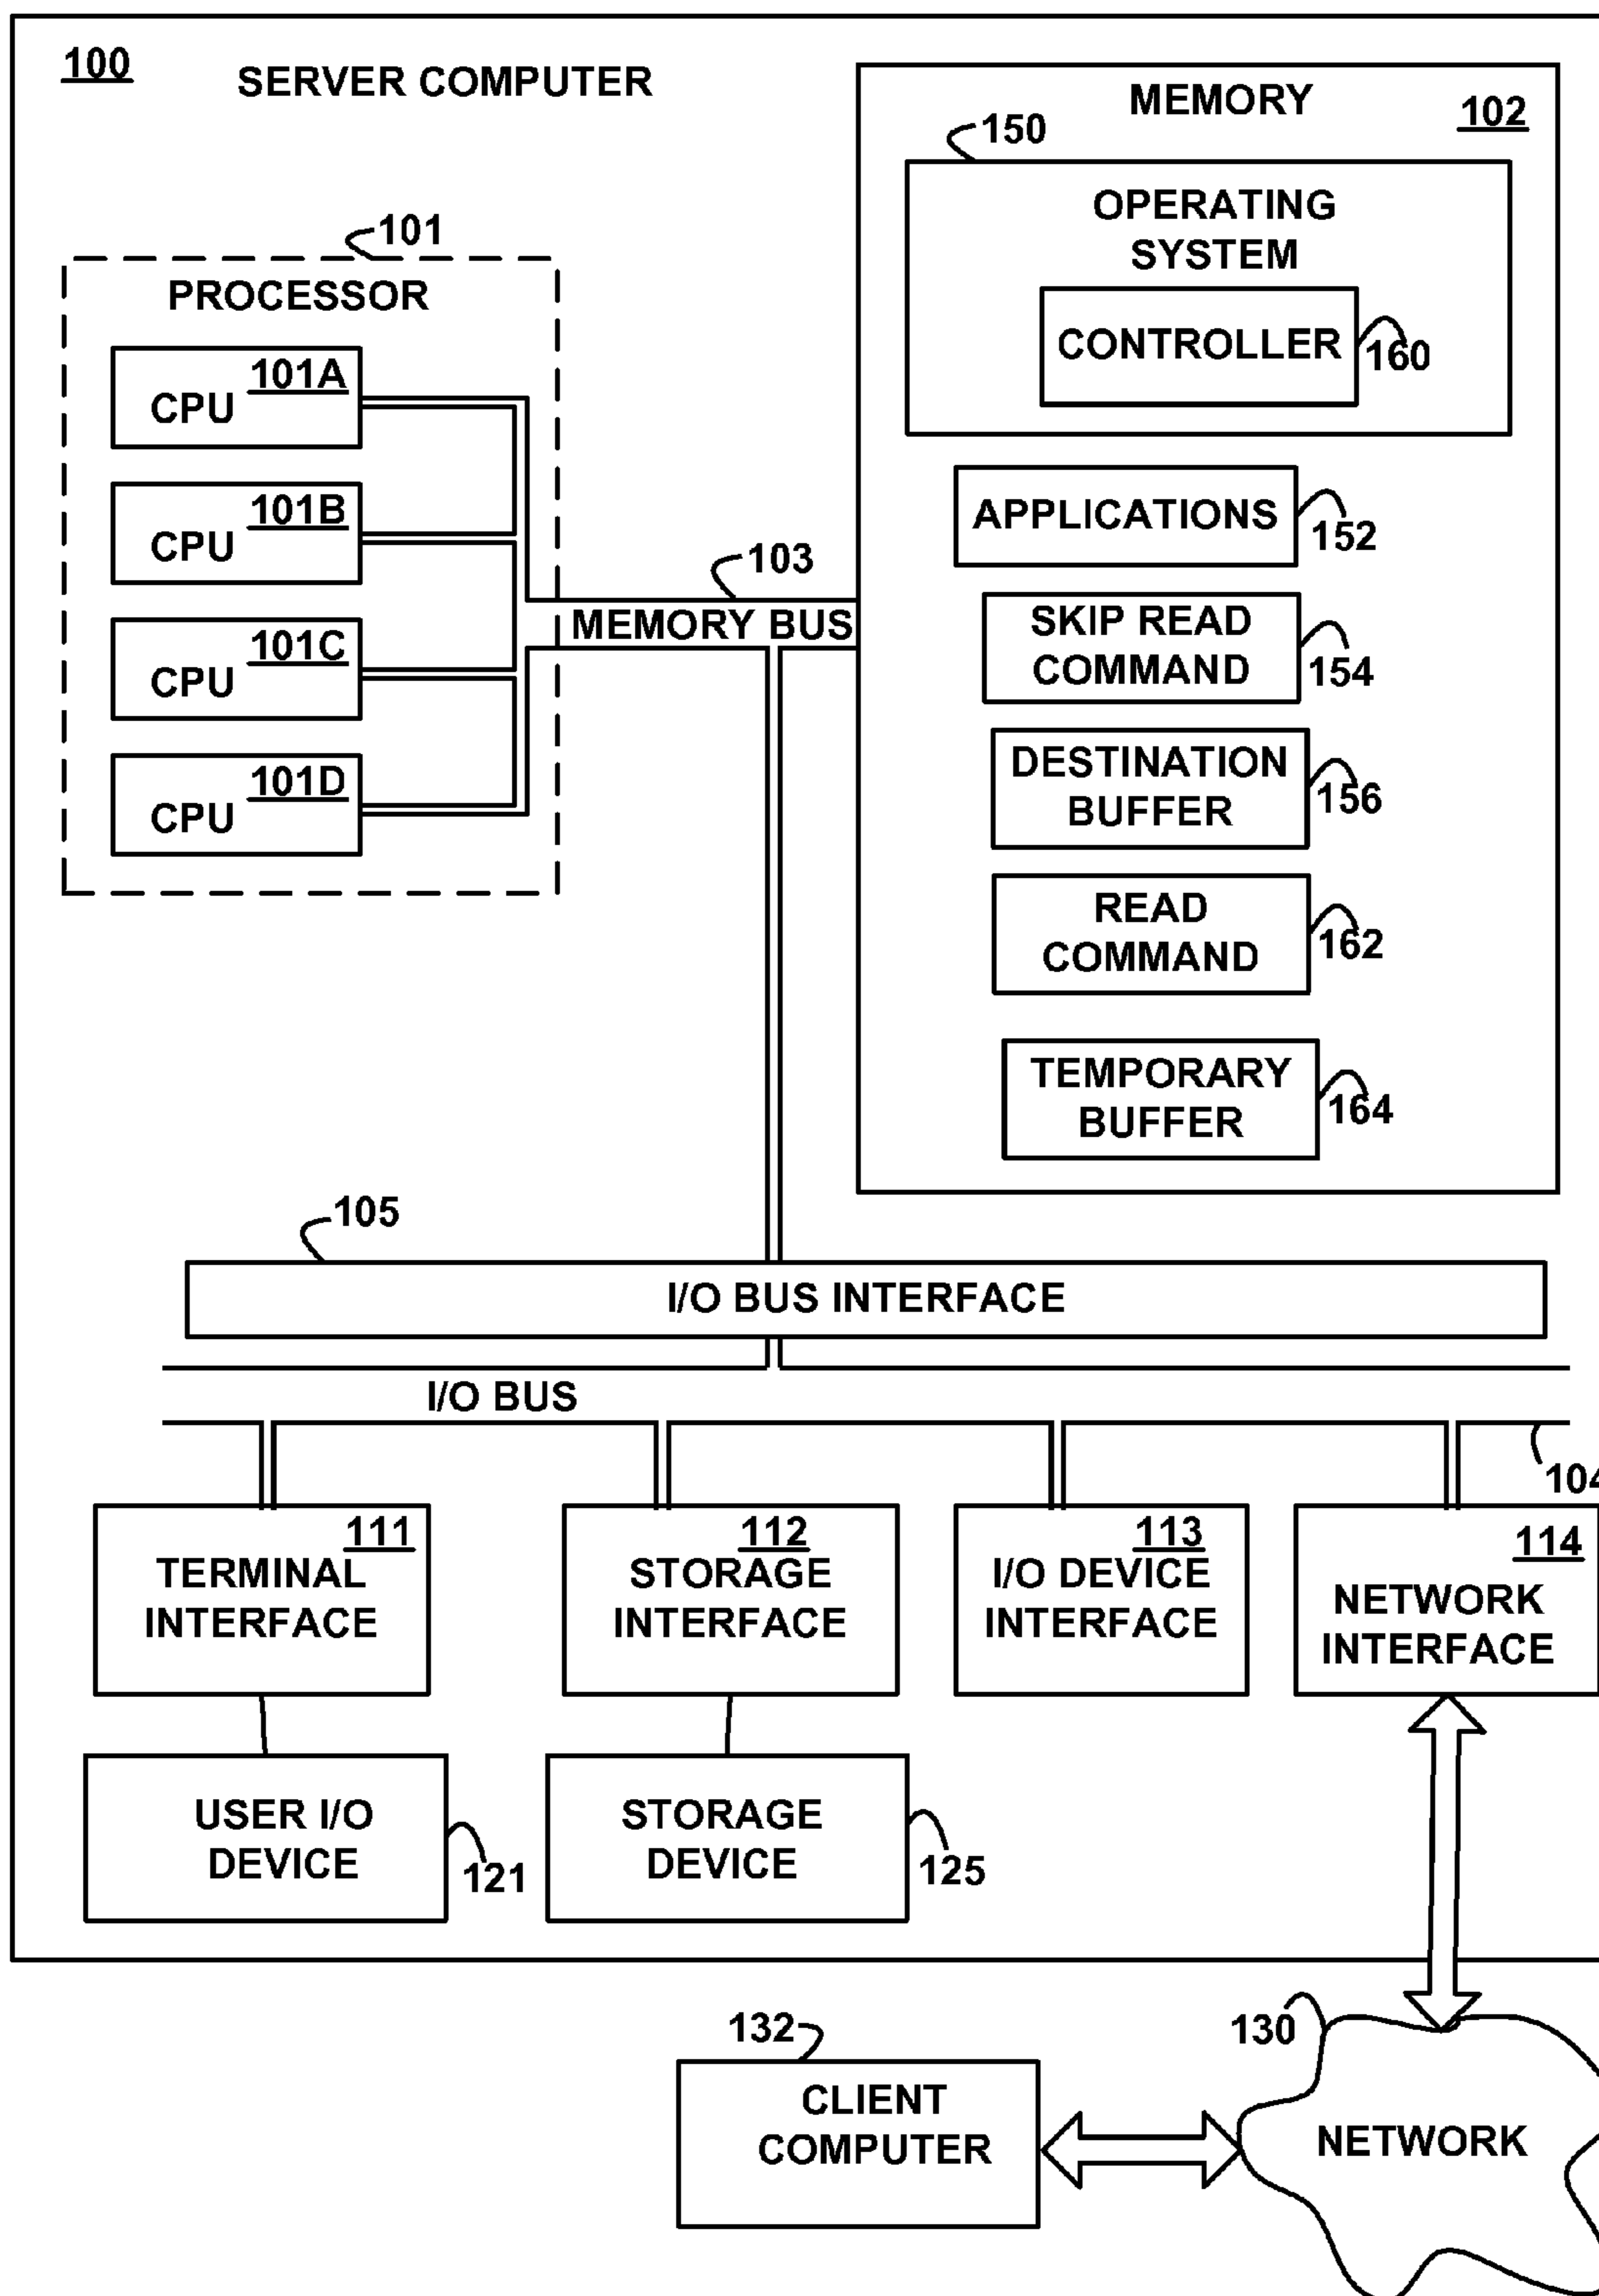 100
SERVER COMPUTER
MEMORY
102
150
OPERATING
SYSTEM
CONTROLLER
160
101
PROCESSOR
101A
CPU
101B
CPU
101C
CPU
101D
CPU
103
MEMORY BUS
APPLICATIONS
152
SKIP READ
COMMAND
154
DESTINATION
BUFFER
156
READ
COMMAND
162
TEMPORARY
BUFFER
164
105
I/O BUS INTERFACE
I/O BUS
104
111
TERMINAL
INTERFACE
112
STORAGE
INTERFACE
113
I/O DEVICE
INTERFACE
114
NETWORK
INTERFACE
USER I/O
DEVICE
121
STORAGE
DEVICE
125
132
CLIENT
COMPUTER
130
NETWORK